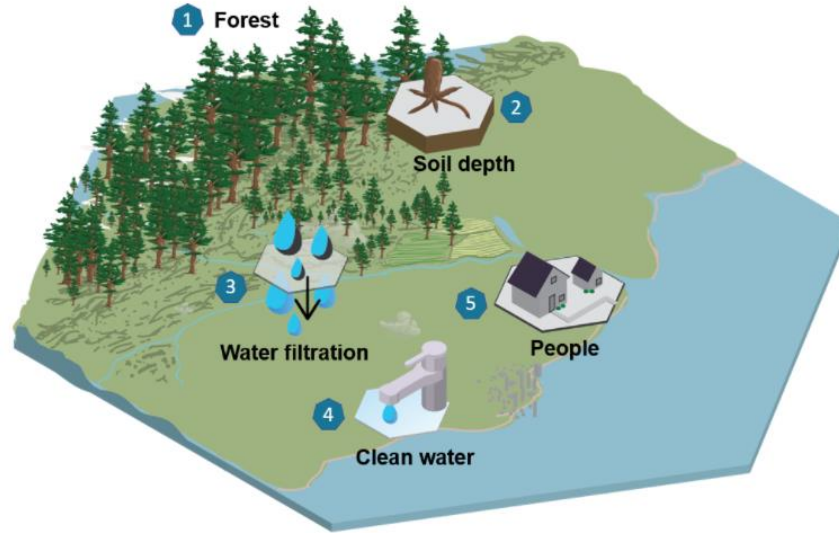 1 Forest
2
Soil depth
3
Water filtration
5
People
4
Clean water